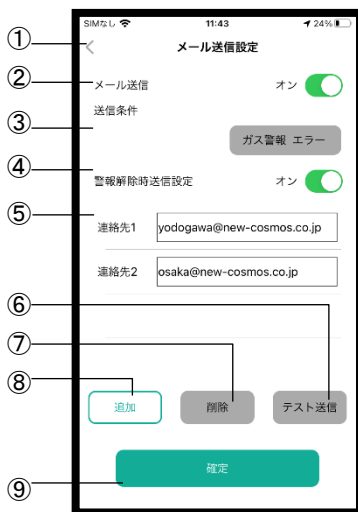 SIMなし 11:43 24%
① < メール送信設定
② メール送信 オン
送信条件
③ ガス警報 エラー
④ 警報解除時送信設定 オン
⑤ 連絡先1 yodogawa@new-cosmos.co.jp
連絡先2 osaka@new-cosmos.co.jp
⑥
⑦
⑧ 追加 削除 テスト送信
⑨ 確定